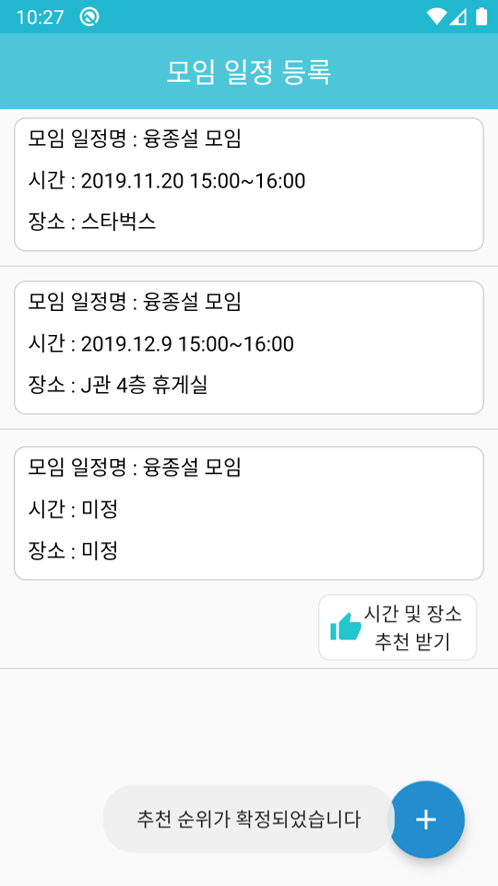 10:27
모임 일정 등록
모임 일정명 : 융종설 모임
시간 : 2019.11.20 15:00~16:00
장소 : 스타벅스
모임 일정명 : 융종설 모임
시간 : 2019.12.9 15:00~16:00
장소 : J관 4층 휴게실
모임 일정명 : 융종설 모임
시간 : 미정
장소 : 미정
시간 및 장소
추천 받기
추천 순위가 확정되었습니다
+